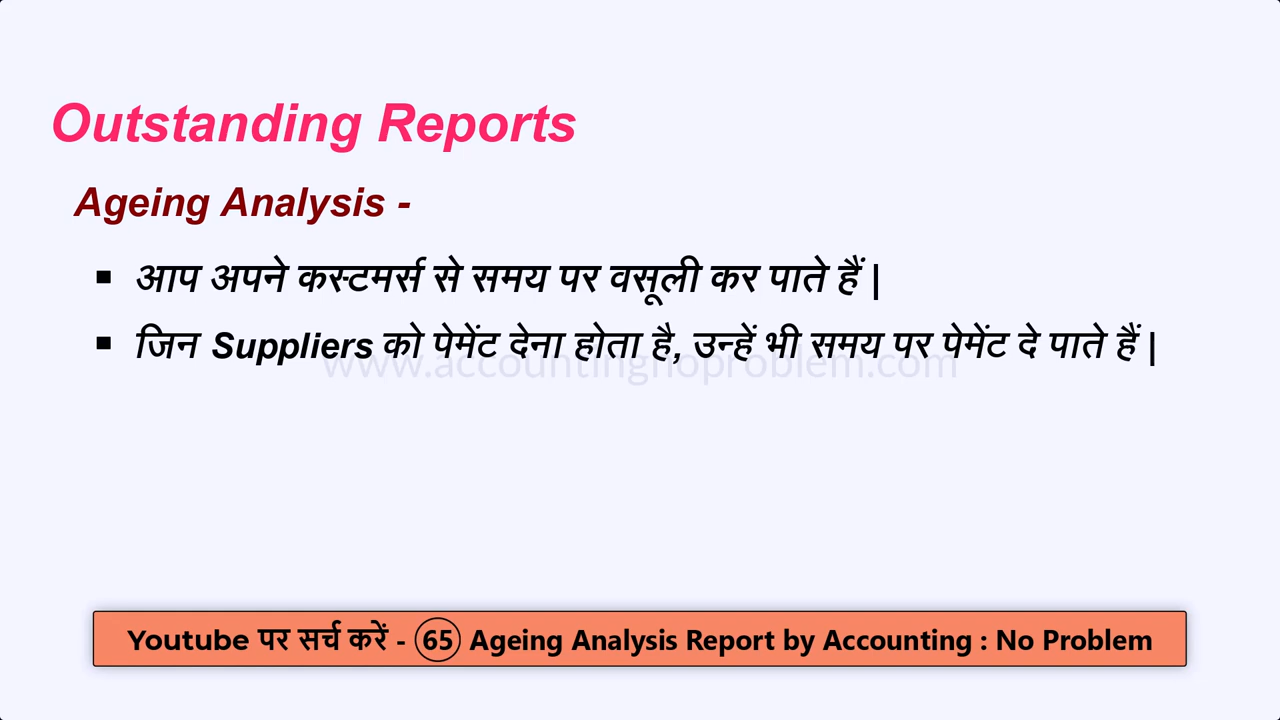 Outstanding Reports
Ageing Analysis -
▪ आप अपने कस्टमर्स से समय पर वसूली कर पाते हैं |
▪ जिन Suppliers को पेमेंट देना होता है, उन्हें भी समय पर पेमेंट दे पाते हैं |
www.accountingnoproblem.com
Youtube पर सर्च करें - 65 Ageing Analysis Report by Accounting : No Problem